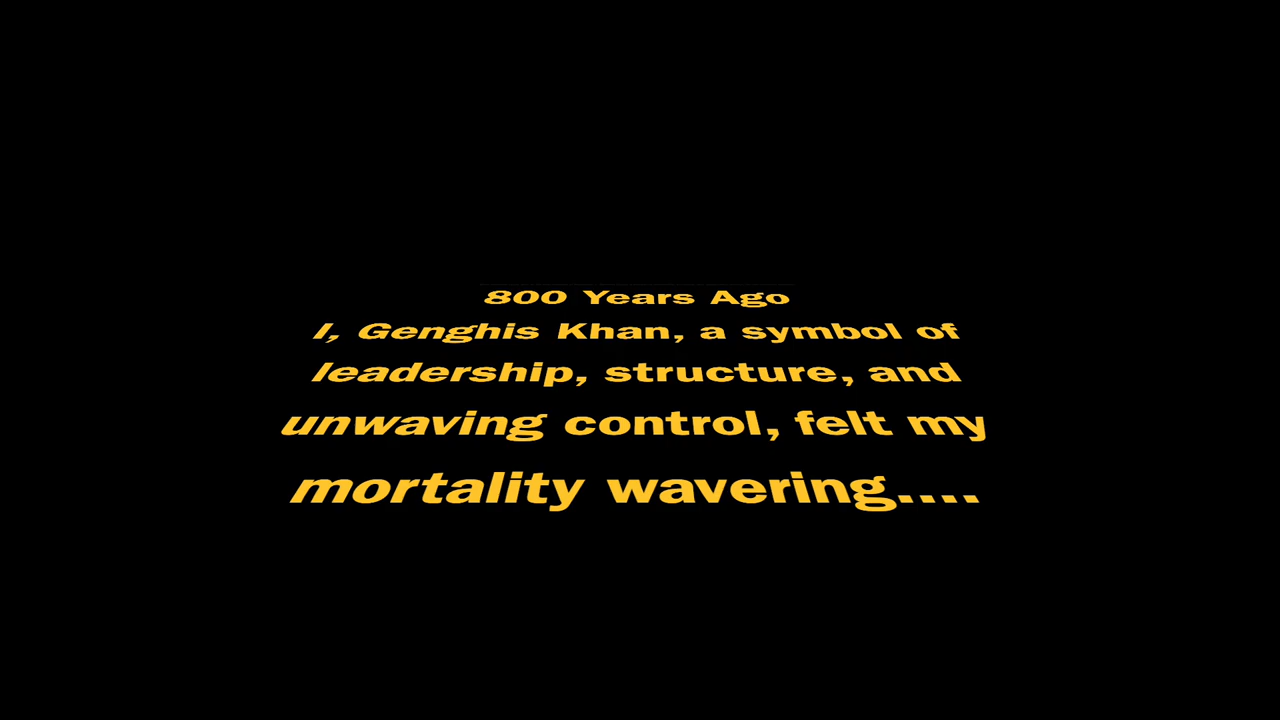 800 Years Ago
I, Genghis Khan, a symbol of
leadership, structure, and
unwaving control, felt my
mortality wavering....